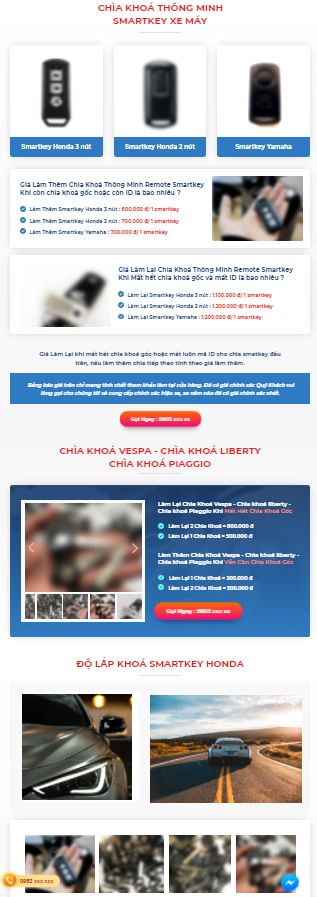 CHÌA KHOÁ THÔNG MINH
SMARTKEY XE MÁY
Smartkey Honda 3 nút
Smartkey Honda 2 nút
Smartkey Yamaha
Giá Làm Thêm Chìa Khoá Thông Minh Remote Smartkey
Khi còn chìa khoá gốc hoặc còn ID là bao nhiêu ?
Làm Thêm Smartkey Honda 3 nút : 600.000 đ/ 1 smartkey
Làm Thêm Smartkey Honda 2 nút : 700.000 đ/ 1 smartkey
Làm Thêm Smartkey Yamaha : 700.000 đ/ 1 smartkey
Giá Làm Lại Chìa Khoá Thông Minh Remote Smartkey
Khi Mất hết chìa khoá gốc và mất ID là bao nhiêu ?
Làm Lại Smartkey Honda 3 nút : 1.100.000 đ/ 1 smartkey
Làm Lại Smartkey Honda 2 nút : 1.200.000 đ/ 1 smartkey
Làm Lại Smartkey Yamaha : 1.200.000 đ/ 1 smartkey
Giá Làm Lại khi mất hết chìa khoá gốc hoặc mất luôn mã ID cho chìa smatkey đầu
tiên, nếu làm thêm chìa tiếp theo tính theo giá làm thêm.
Bảng báo giá trên chỉ mang tính chất tham khảo làm tại cửa hàng. Để có giá chính xác Quý Khách vui
lòng gọi cho chúng tôi và cung cấp chính xác hiệu xe, xe năm nào để có giá chính xác nhất.
Gọi Ngay : 0903 xxx xx
CHÌA KHOÁ VESPA - CHÌA KHOÁ LIBERTY
CHÌA KHOÁ PIAGGIO
Làm Lại Chìa Khoá Vespa - Chìa khoá liberty -
Chìa khoá Piaggio Khi Mất Hết Chìa Khoá Gốc
Làm Lại 2 Chìa Khoá = 800.000 đ
Làm Lại 1 Chìa Khoá = 500.000 đ
Làm Thêm Chìa Khoá Vespa - Chìa khoá liberty -
Chìa khoá Piaggio Khi Vẫn Còn Chìa Khoá Gốc
Làm Lại 1 Chìa Khoá = 300.000 đ
Làm Lại 2 Chìa Khoá = 500.000 đ
Gọi Ngay : 0903 xxx xx
ĐỘ LẮP KHOÁ SMARTKEY HONDA
0963 xxx xxx